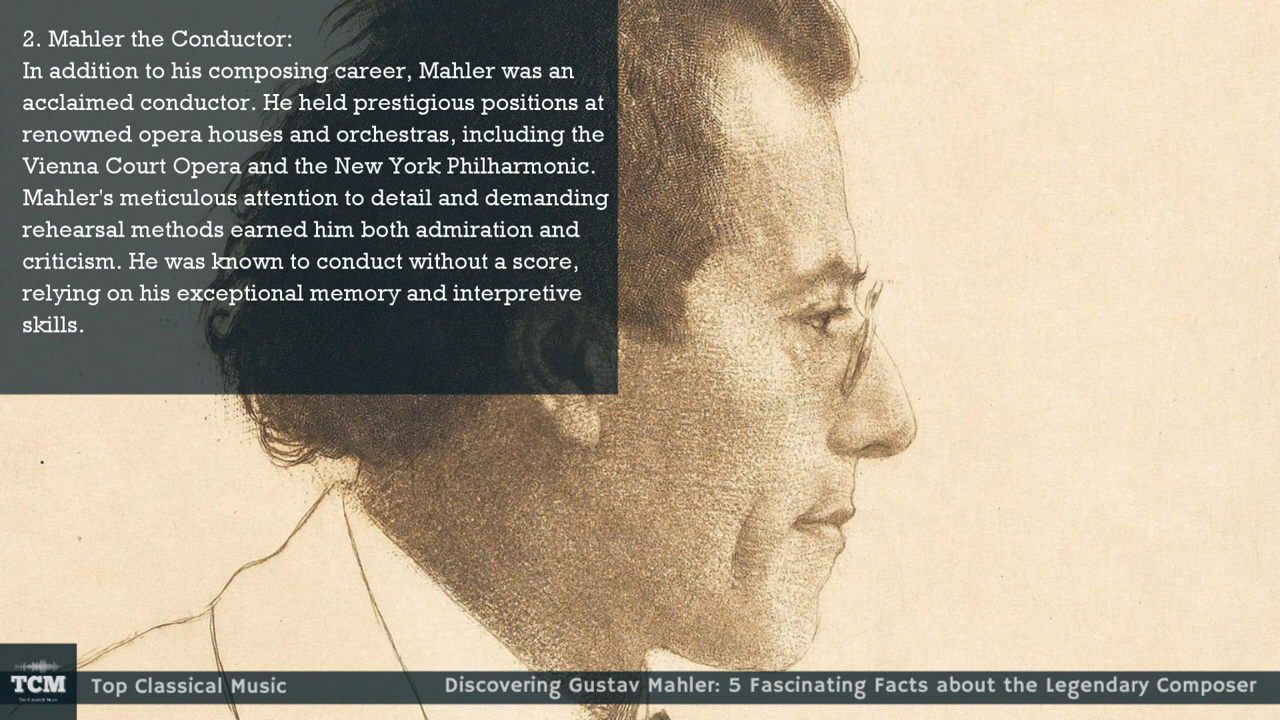 2. Mahler the Conductor:
In addition to his composing career, Mahler was an
acclaimed conductor. He held prestigious positions at
renowned opera houses and orchestras, including the
Vienna Court Opera and the New York Philharmonic.
Mahler's meticulous attention to detail and demanding
rehearsal methods earned him both admiration and
criticism. He was known to conduct without a score,
relying on his exceptional memory and interpretive
skills.
TCM
Top Classical Music
Top Classical Music
Discovering Gustav Mahler: 5 Fascinating Facts about the Legendary Composer